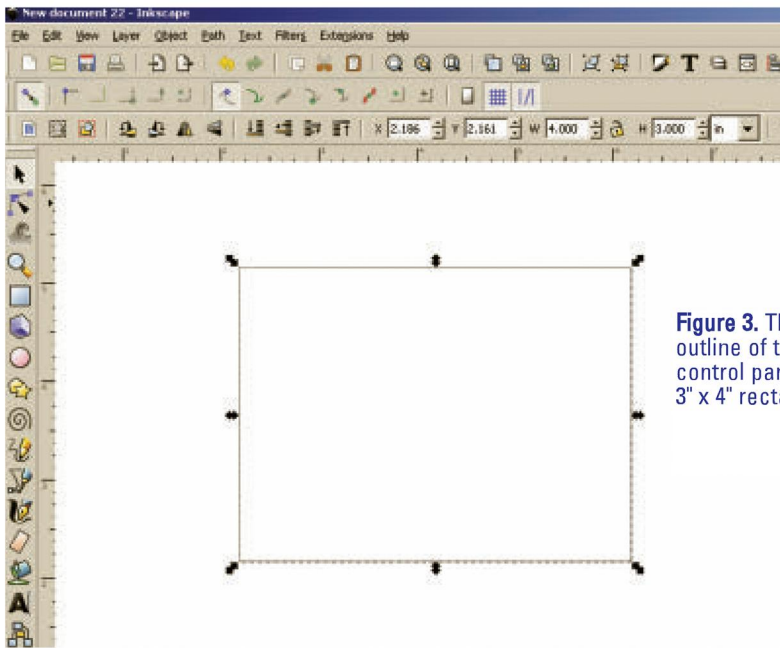 New document 22 - Inkscape
File Edit View Layer Object Path Text Filters Extensions Help
X 2.186 Y 2.161 W 4.000 H 3.000 in
Figure 3. Th
outline of t
control par
3" x 4" recta